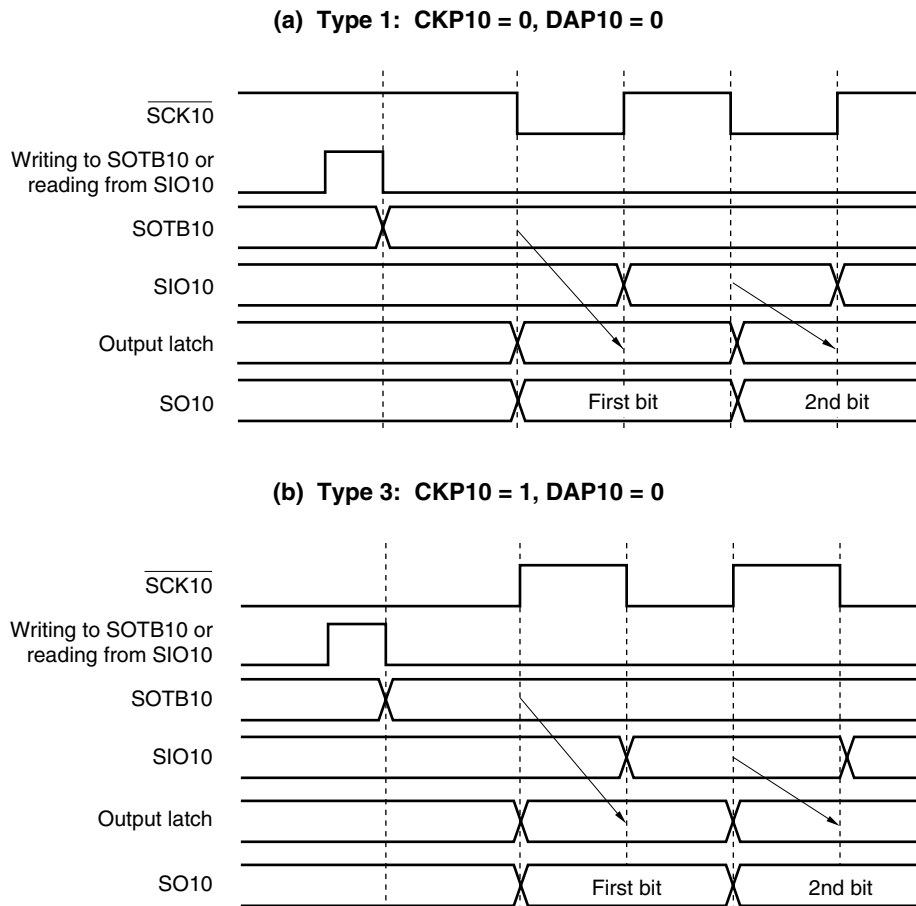 (a) Type 1: CKP10 = 0, DAP10 = 0
SCK10
Writing to SOTB10 or
reading from SIO10
SOTB10
SIO10
Output latch
SO10
First bit
2nd bit
(b) Type 3: CKP10 = 1, DAP10 = 0
SCK10
Writing to SOTB10 or
reading from SIO10
SOTB10
SIO10
Output latch
SO10
First bit
2nd bit